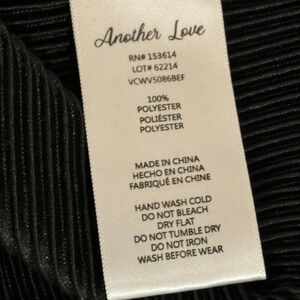 Another Love
RN# 153614
LOT# 62214
VCWV5086BEF
100%
POLYESTER
POLIÉSTER
POLYESTER
MADE IN CHINA
HECHO EN CHINA
FABRIQUÉ EN CHINE
HAND WASH COLD
DO NOT BLEACH
DRY FLAT
DO NOT TUMBLE DRY
DO NOT IRON
WASH BEFORE WEAR